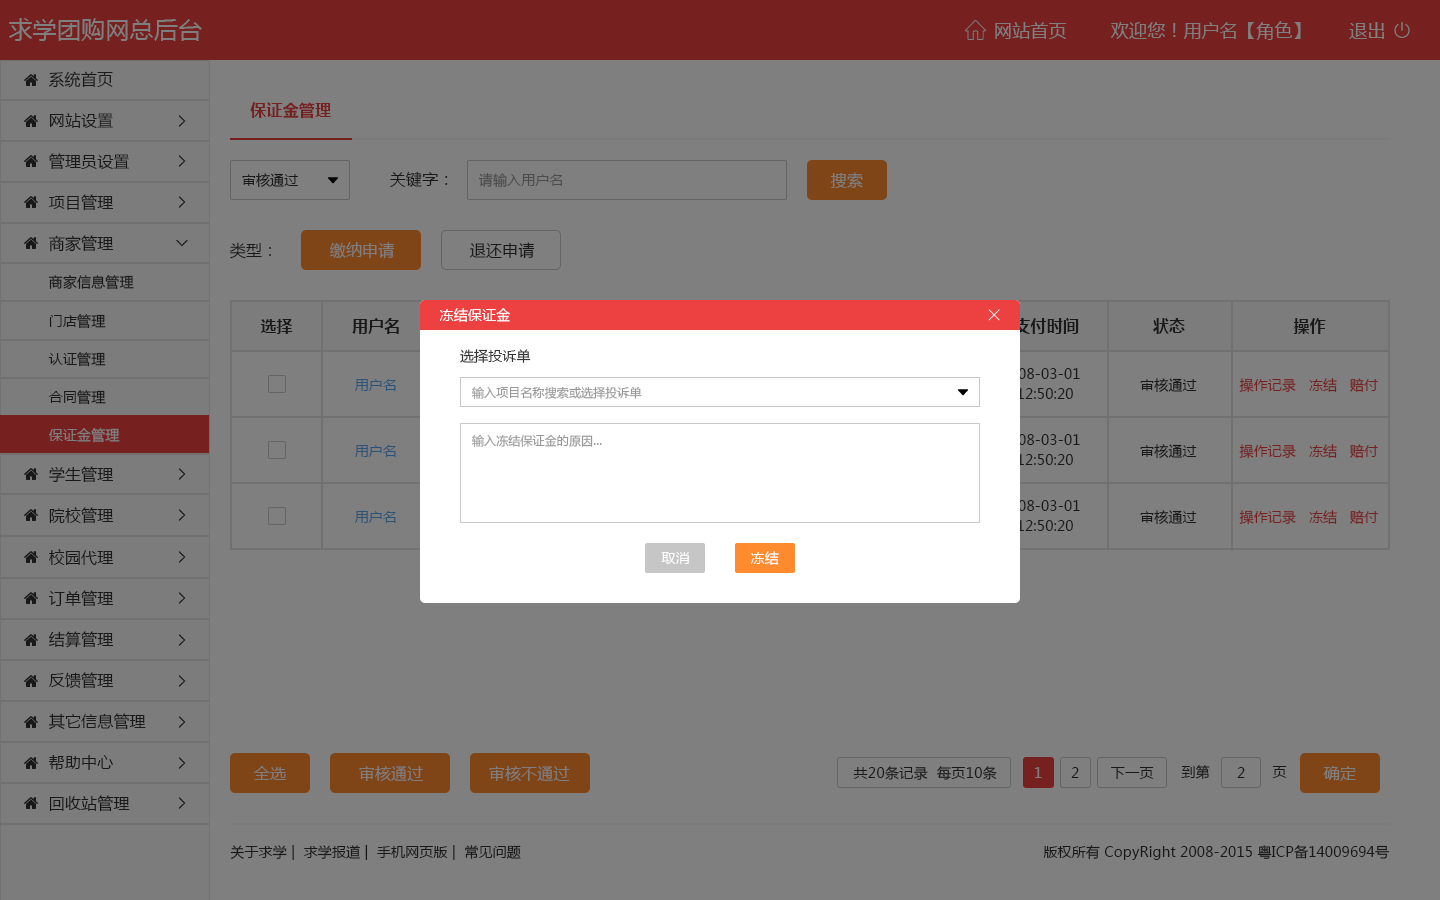 求学团购网总后台
网站首页 欢迎您！用户名【角色】 退出
系统首页
网站设置
管理员设置
项目管理
商家管理
商家信息管理
门店管理
认证管理
合同管理
保证金管理
学生管理
院校管理
校园代理
订单管理
结算管理
反馈管理
其它信息管理
帮助中心
回收站管理
保证金管理
审核通过 关键字： 请输入用户名 搜索
类型： 缴纳申请 退还申请
选择 用户名 支付时间 状态 操作
用户名 08-03-01 12:50:20 审核通过 操作记录 冻结 赔付
用户名 08-03-01 12:50:20 审核通过 操作记录 冻结 赔付
用户名 08-03-01 12:50:20 审核通过 操作记录 冻结 赔付
冻结保证金
选择投诉单
输入项目名称搜索或选择投诉单
输入冻结保证金的原因...
取消 冻结
全选 审核通过 审核不通过 共20条记录 每页10条 1 2 下一页 到第 2 页 确定
关于求学 | 求学报道 | 手机网页版 | 常见问题 版权所有 CopyRight 2008-2015 粤ICP备14009694号